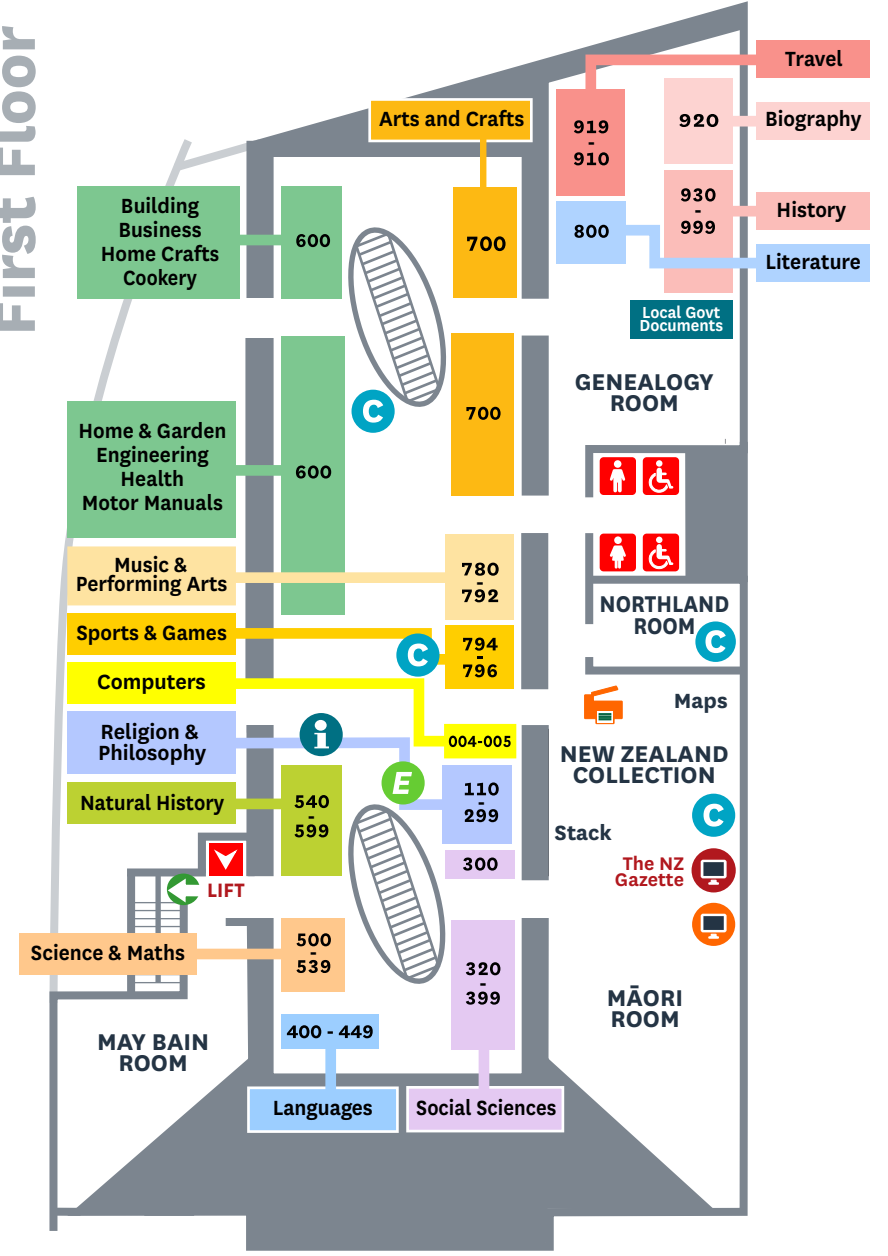 First Floor
Travel
Arts and Crafts
919
-
910
920
Biography
Building
Business
Home Crafts
Cookery
600
700
930
-
999
History
800
Literature
Local Govt
Documents
GENEALOGY
ROOM
C
700
Home & Garden
Engineering
Health
Motor Manuals
600
Music &
Performing Arts
780
-
792
NORTHLAND
ROOM
C
Sports & Games
C
794
-
796
Computers
Maps
Religion &
Philosophy
i
004-005
NEW ZEALAND
COLLECTION
E
110
-
299
Natural History
540
-
599
C
Stack
300
The NZ
Gazette
LIFT
Science & Maths
500
-
539
320
-
399
MĀORI
ROOM
MAY BAIN
ROOM
400 - 449
Languages
Social Sciences